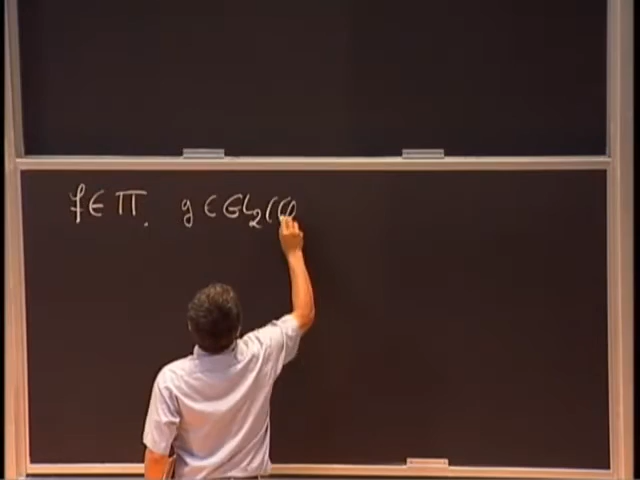 f ∈ π. g ∈ GL₂(Q